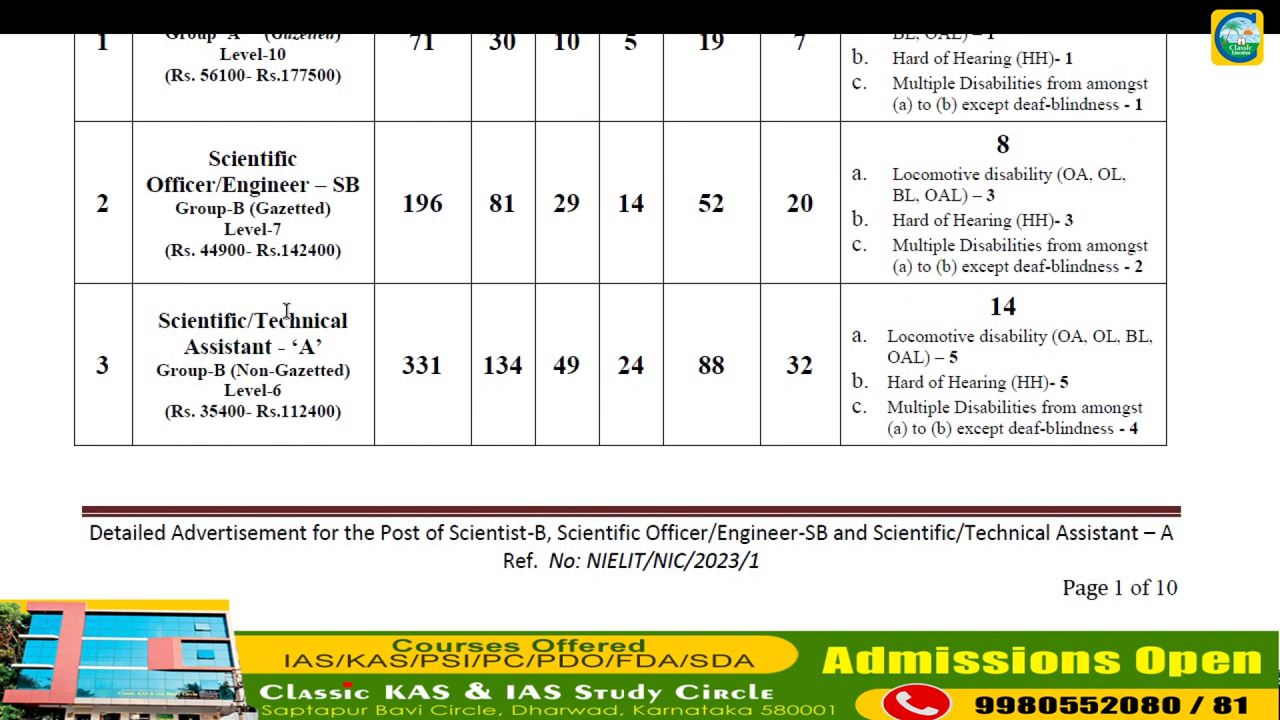 Classic
Education
1
Group "A" (Gazetted)
Level-10
(Rs. 56100- Rs.177500)
71
30
10
5
19
7
BL, OAL) – 1
b. Hard of Hearing (HH)- 1
c. Multiple Disabilities from amongst
(a) to (b) except deaf-blindness - 1
2
Scientific
Officer/Engineer – SB
Group-B (Gazetted)
Level-7
(Rs. 44900- Rs.142400)
196
81
29
14
52
20
8
a. Locomotive disability (OA, OL,
BL, OAL) – 3
b. Hard of Hearing (HH)- 3
c. Multiple Disabilities from amongst
(a) to (b) except deaf-blindness - 2
3
Scientific/Technical
Assistant - ‘A’
Group-B (Non-Gazetted)
Level-6
(Rs. 35400- Rs.112400)
331
134
49
24
88
32
14
a. Locomotive disability (OA, OL, BL,
OAL) – 5
b. Hard of Hearing (HH)- 5
c. Multiple Disabilities from amongst
(a) to (b) except deaf-blindness - 4
Detailed Advertisement for the Post of Scientist-B, Scientific Officer/Engineer-SB and Scientific/Technical Assistant – A
Ref. No: NIELIT/NIC/2023/1
Page 1 of 10
Courses Offered
IAS/KAS/PSI/PC/PDO/FDA/SDA
Classic KAS & IAS Study Circle
Saptapur Bavi Circle, Dharwad, Karnataka 580001
Admissions Open
9980552080 / 81